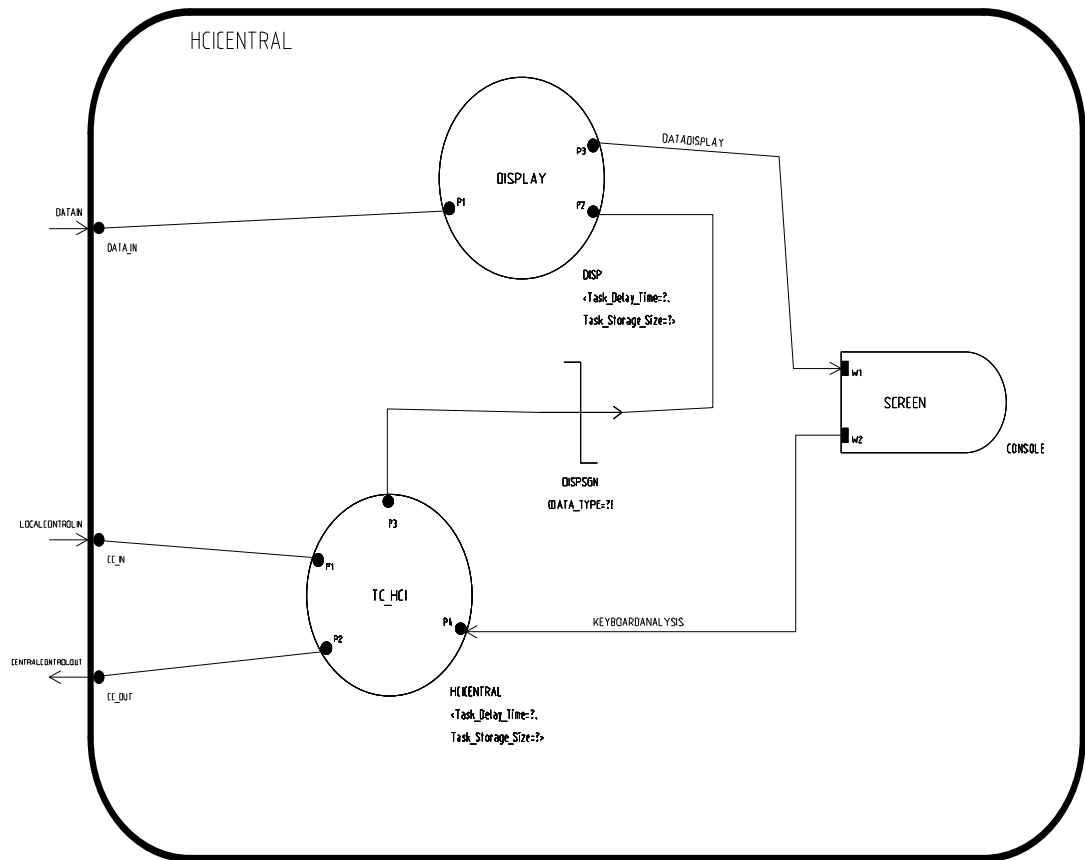 HCICENTRAL
DATADISPLAY
P3
DISPLAY
P1
P2
DATAIN
DATA_IN
DISP
<Task_Delay_Time=?,
Task_Storage_Size=?>
W1
SCREEN
W2
CONSOLE
DISPSGN
{DATA_TYPE=?}
P3
LOCALCONTROLIN
CC_IN
P1
TC_HCI
P4
KEYBOARDANALYSIS
P2
CENTRALCONTROLOUT
CC_OUT
HCICENTRAL
<Task_Delay_Time=?,
Task_Storage_Size=?>